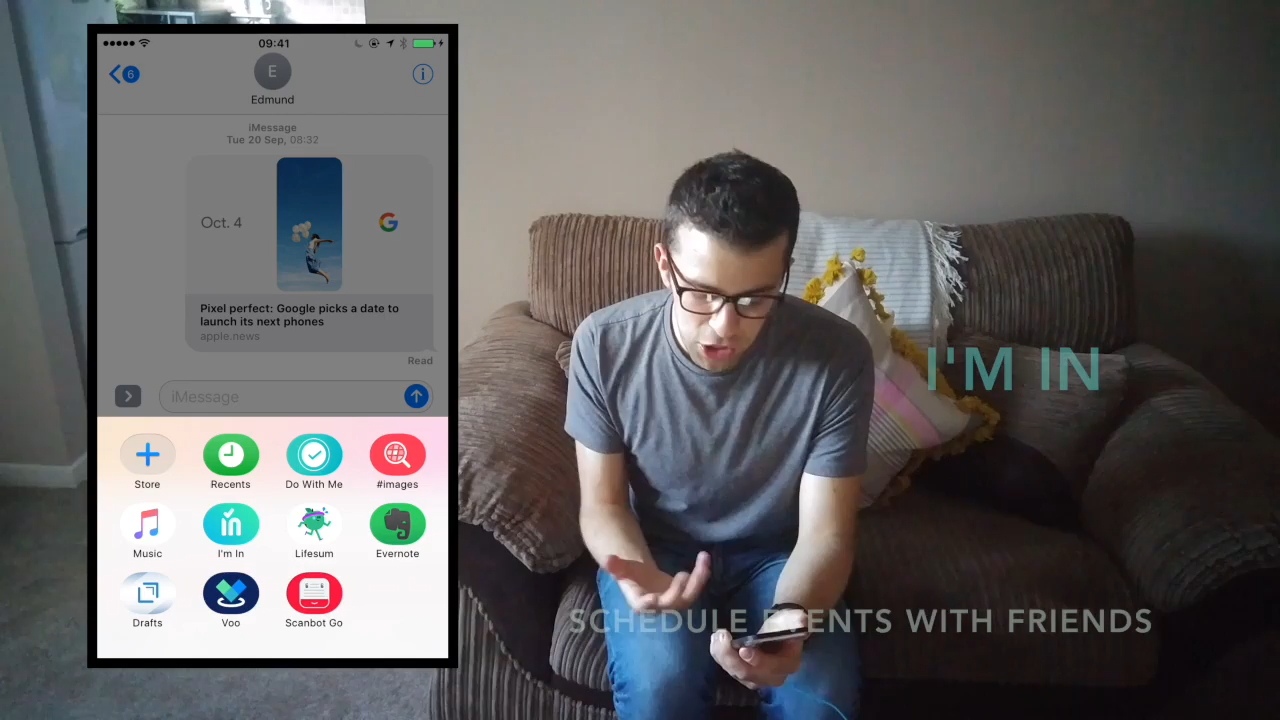 09:41
6
E
Edmund
iMessage
Tue 20 Sep, 08:32
Oct. 4
Pixel perfect: Google picks a date to
launch its next phones
apple.news
Read
iMessage
Store
Recents
Do With Me
#images
Music
in
I'm In
Lifesum
Evernote
Drafts
Voo
Scanbot Go
I'M IN
SCHEDULE EVENTS WITH FRIENDS